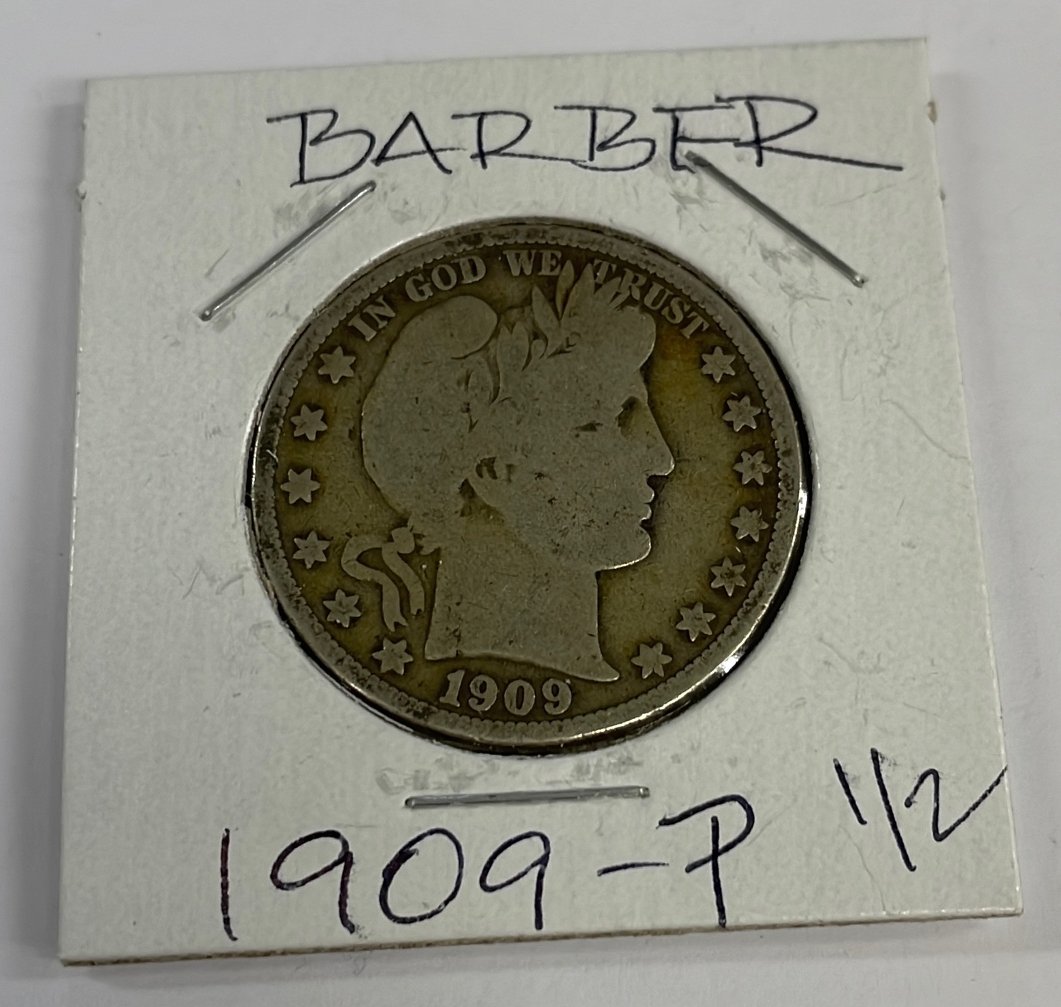 BARBER
IN GOD WE TRUST
1909
1909-P 1/2